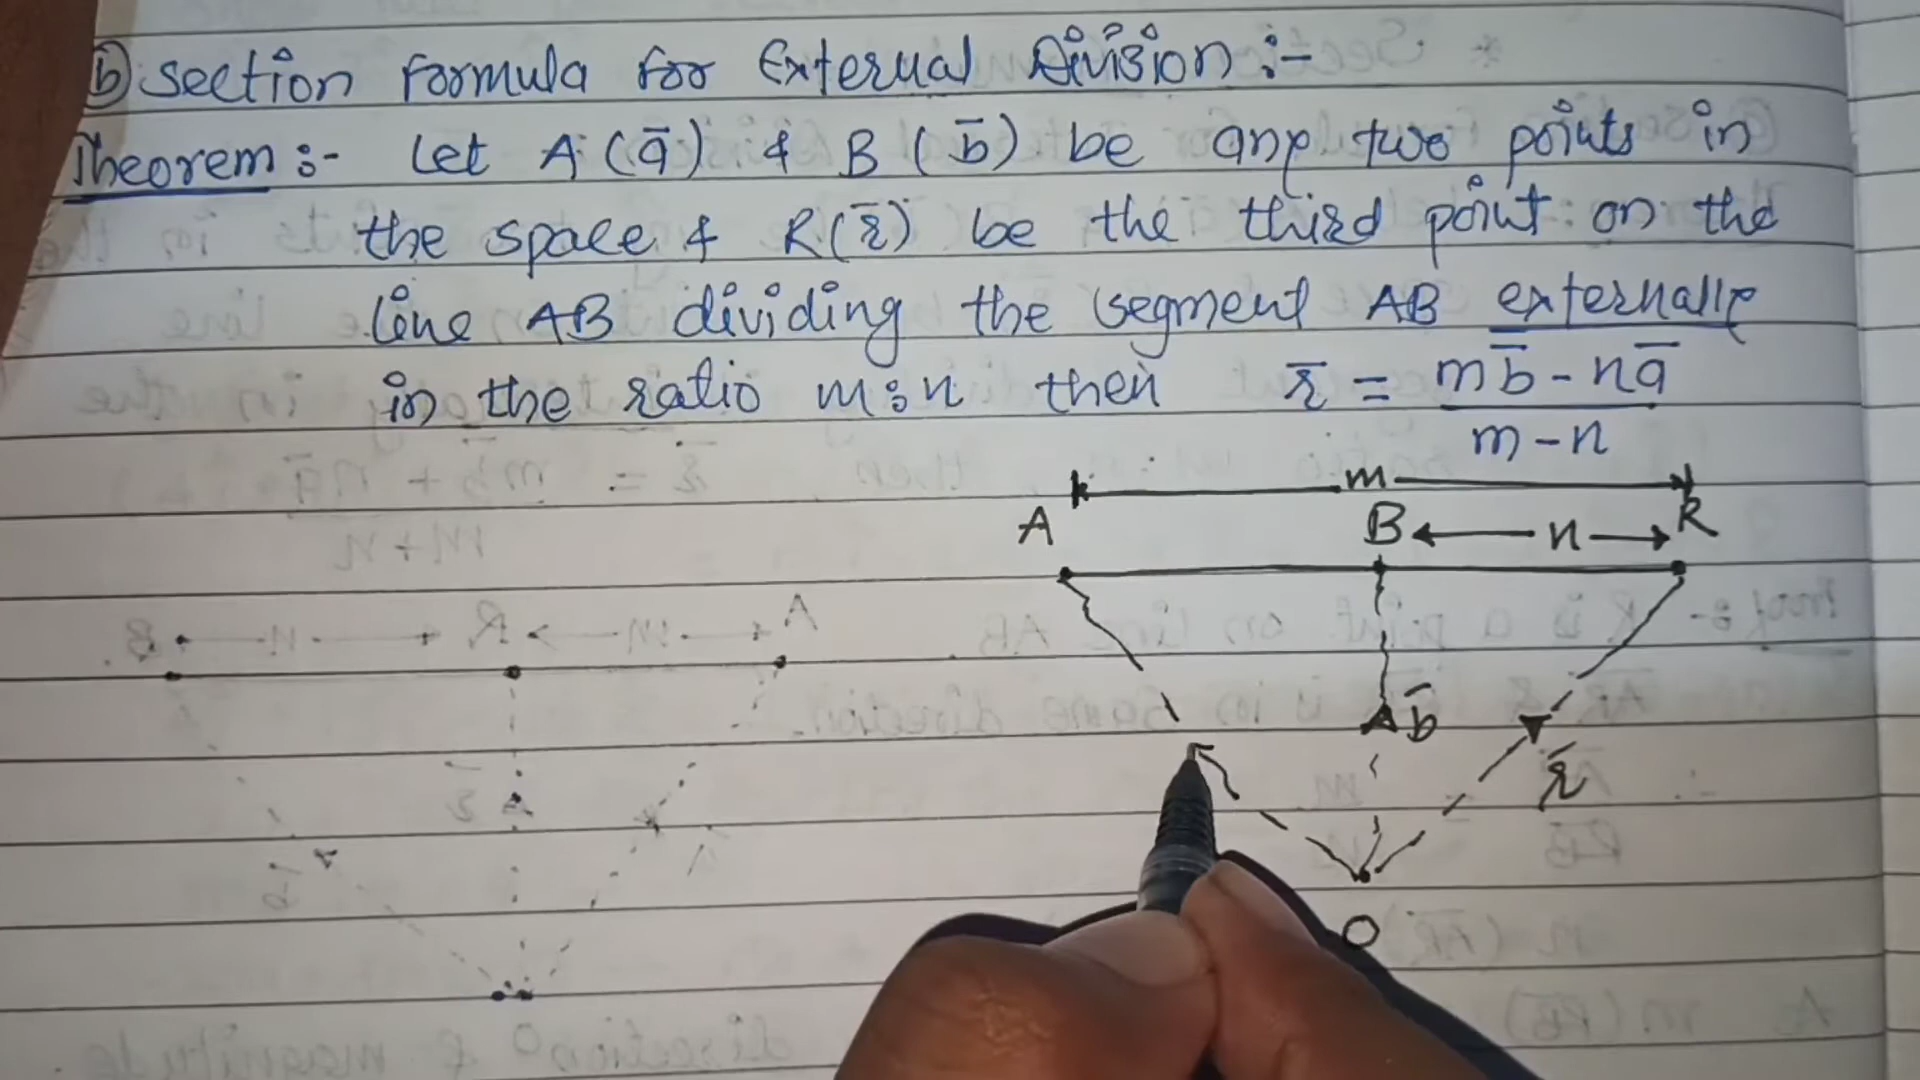 ⓑ Section Formula for External Division :-
Theorem :- Let A (a̅) & B (b̅) be any two points in
the space & R (r̅) be the third point on the
line AB dividing the segment AB externally
in the ratio m:n then r̅ = mb̅ - na̅ / m - n
m
A B n R
b̅
r̅
O